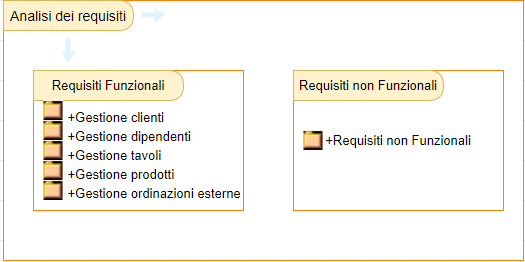 Analisi dei requisiti
Requisiti Funzionali
+Gestione clienti
+Gestione dipendenti
+Gestione tavoli
+Gestione prodotti
+Gestione ordinazioni esterne
Requisiti non Funzionali
+Requisiti non Funzionali